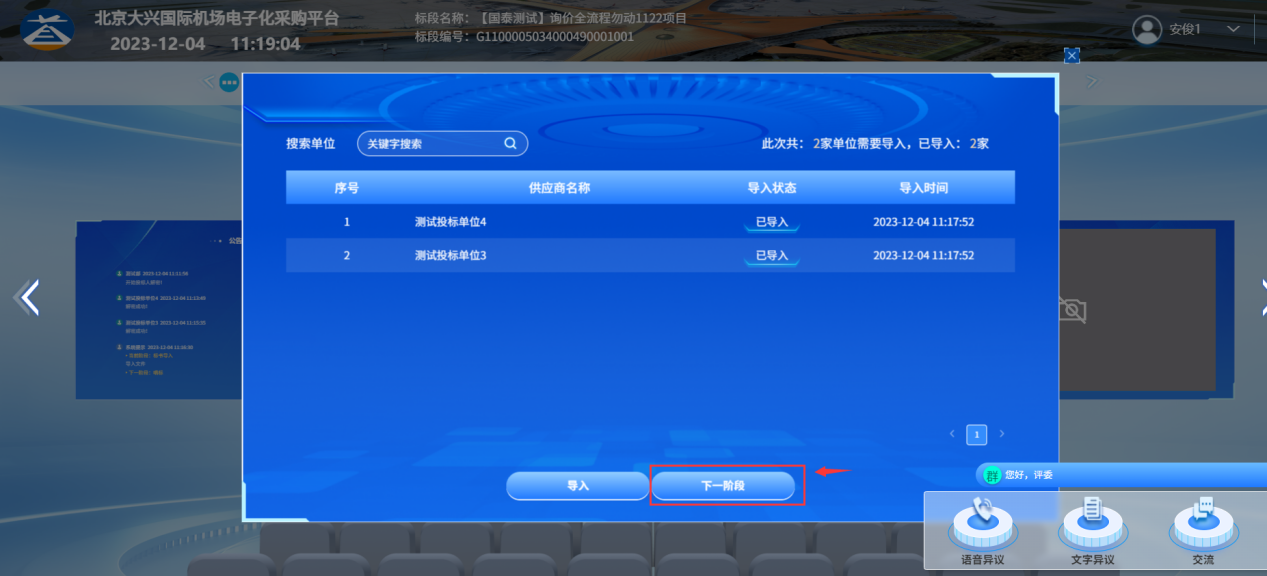 北京大兴国际机场电子化采购平台
2023-12-04 11:19:04
标段名称：【国泰测试】询价全流程勿动1122项目
标段编号：G1100005034000490001001
安俊1
搜索单位
关键字搜索
此次共： 2家单位需要导入，已导入： 2家
序号 供应商名称 导入状态 导入时间
1 测试投标单位4 已导入 2023-12-04 11:17:52
2 测试投标单位3 已导入 2023-12-04 11:17:52
1
导入
下一阶段
公告
群 您好，评委
语音异议
文字异议
交流